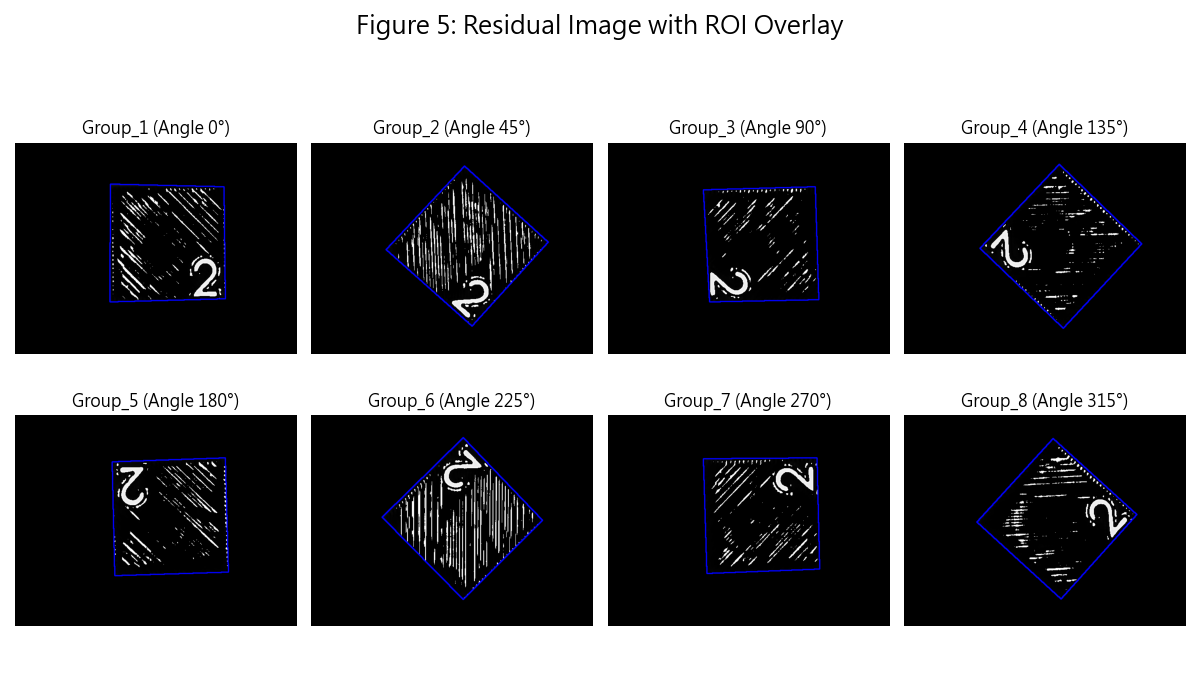 Figure 5: Residual Image with ROI Overlay
Group_1 (Angle 0°)
Group_2 (Angle 45°)
Group_3 (Angle 90°)
Group_4 (Angle 135°)
2
2
2
2
Group_5 (Angle 180°)
Group_6 (Angle 225°)
Group_7 (Angle 270°)
Group_8 (Angle 315°)
2
2
2
2